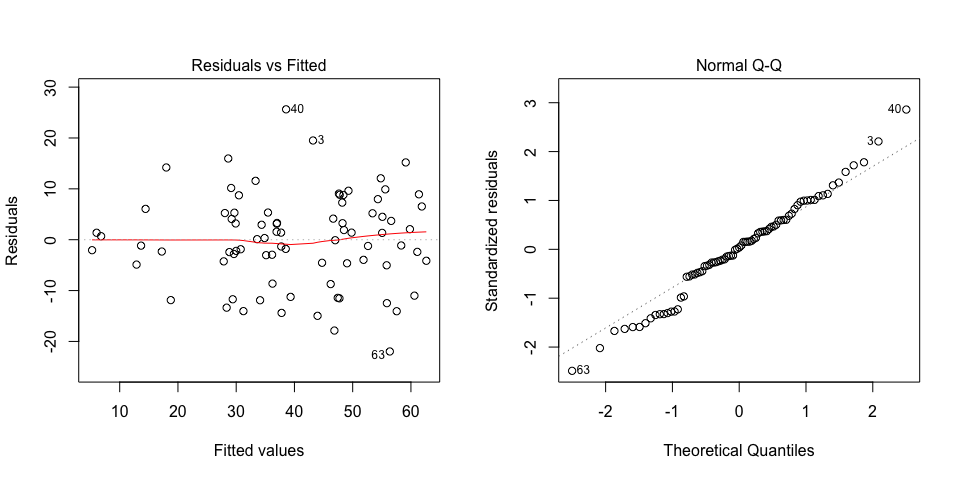 Residuals vs Fitted
Residuals
30
20
10
0
-10
-20
40
3
63
10 20 30 40 50 60
Fitted values
Normal Q-Q
Standardized residuals
3
2
1
0
-1
-2
40
3
63
-2 -1 0 1 2
Theoretical Quantiles